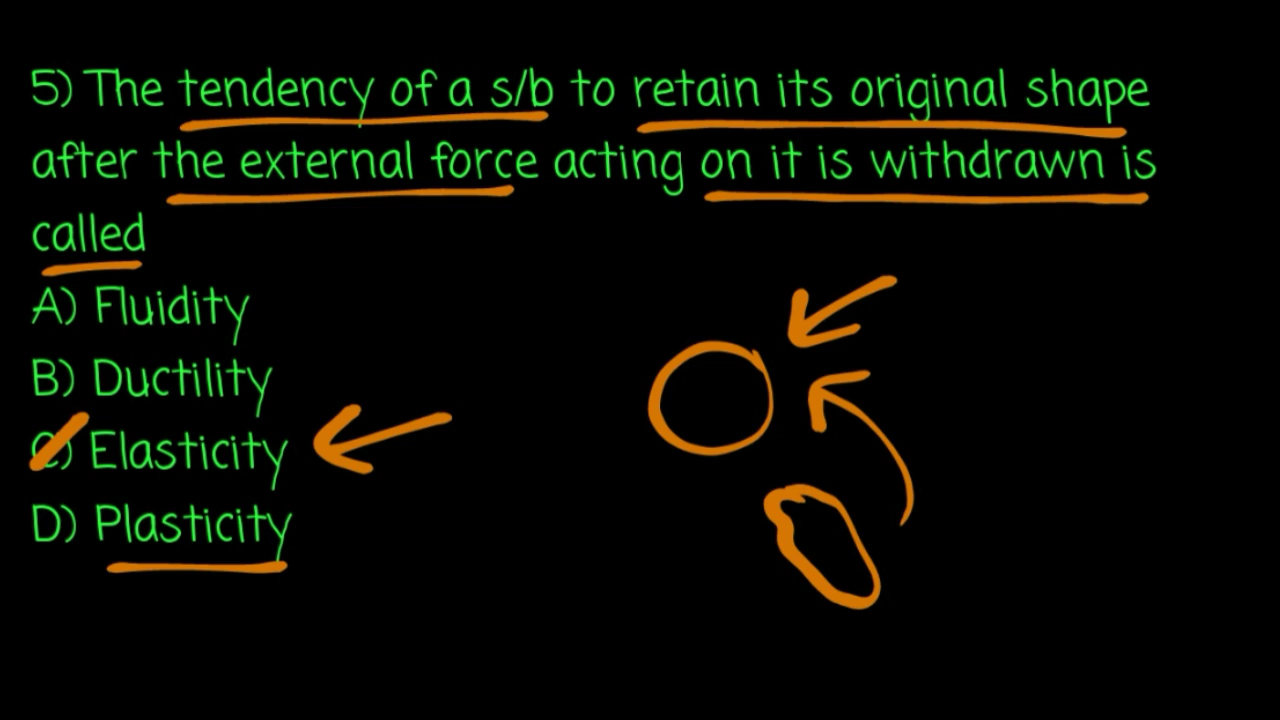 5) The tendency of a s/b to retain its original shape
after the external force acting on it is withdrawn is
called
A) Fluidity
B) Ductility
C) Elasticity
D) Plasticity